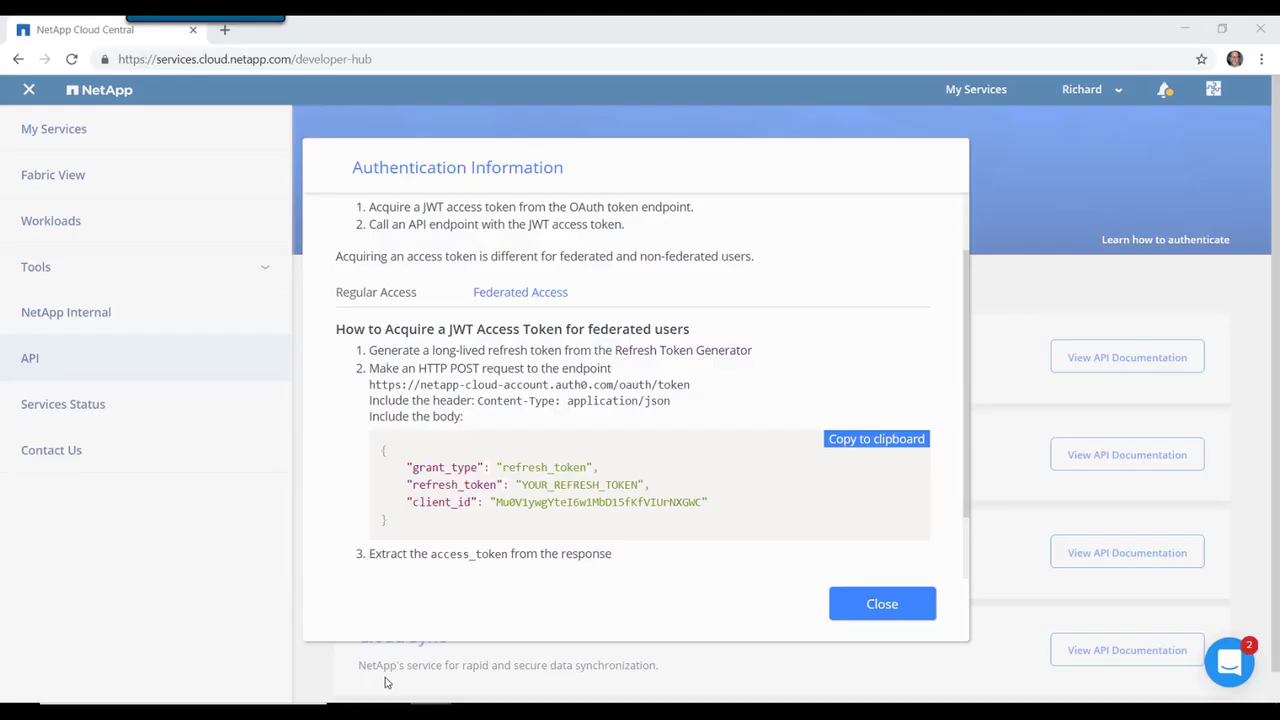 NetApp Cloud Central
https://services.cloud.netapp.com/developer-hub
NetApp
My Services
Richard
My Services
Fabric View
Workloads
Tools
NetApp Internal
API
Services Status
Contact Us
Learn how to authenticate
Authentication Information
1. Acquire a JWT access token from the OAuth token endpoint.
2. Call an API endpoint with the JWT access token.
Acquiring an access token is different for federated and non-federated users.
Regular Access
Federated Access
How to Acquire a JWT Access Token for federated users
1. Generate a long-lived refresh token from the Refresh Token Generator
2. Make an HTTP POST request to the endpoint
https://netapp-cloud-account.auth0.com/oauth/token
Include the header: Content-Type: application/json
Include the body:
Copy to clipboard
{
"grant_type": "refresh_token",
"refresh_token": "YOUR_REFRESH_TOKEN",
"client_id": "Mu0V1ywgYteI6w1MbD15fKfVIUrNXGWC"
}
3. Extract the access_token from the response
Close
View API Documentation
View API Documentation
View API Documentation
View API Documentation
Cloud Sync
NetApp's service for rapid and secure data synchronization.
2